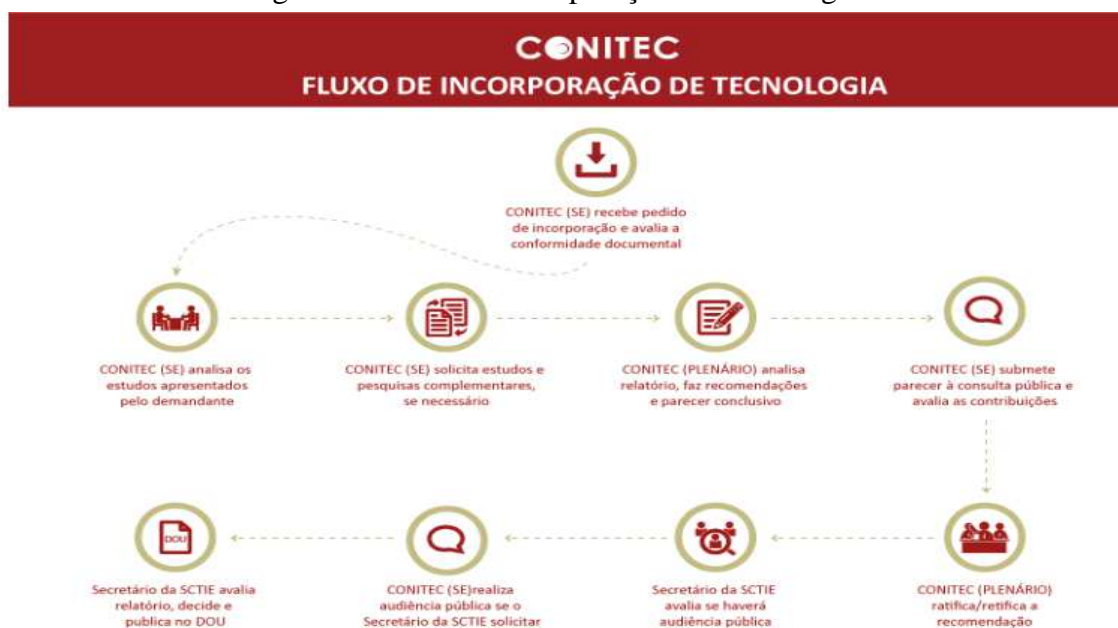 CONITEC
FLUXO DE INCORPORAÇÃO DE TECNOLOGIA
CONITEC (SE) recebe pedido
de incorporação e avalia a
conformidade documental
CONITEC (SE) analisa os
estudos apresentados
pelo demandante
CONITEC (SE) solicita estudos e
pesquisas complementares,
se necessário
CONITEC (PLENÁRIO) analisa
relatório, faz recomendações
e parecer conclusivo
CONITEC (SE) submete
parecer à consulta pública e
avalia as contribuições
DOU
Secretário da SCTIE avalia
relatório, decide e
publica no DOU
CONITEC (SE)realiza
audiência pública se o
Secretário da SCTIE solicitar
Secretário da SCTIE
avalia se haverá
audiência pública
CONITEC (PLENÁRIO)
ratifica/retifica a
recomendação